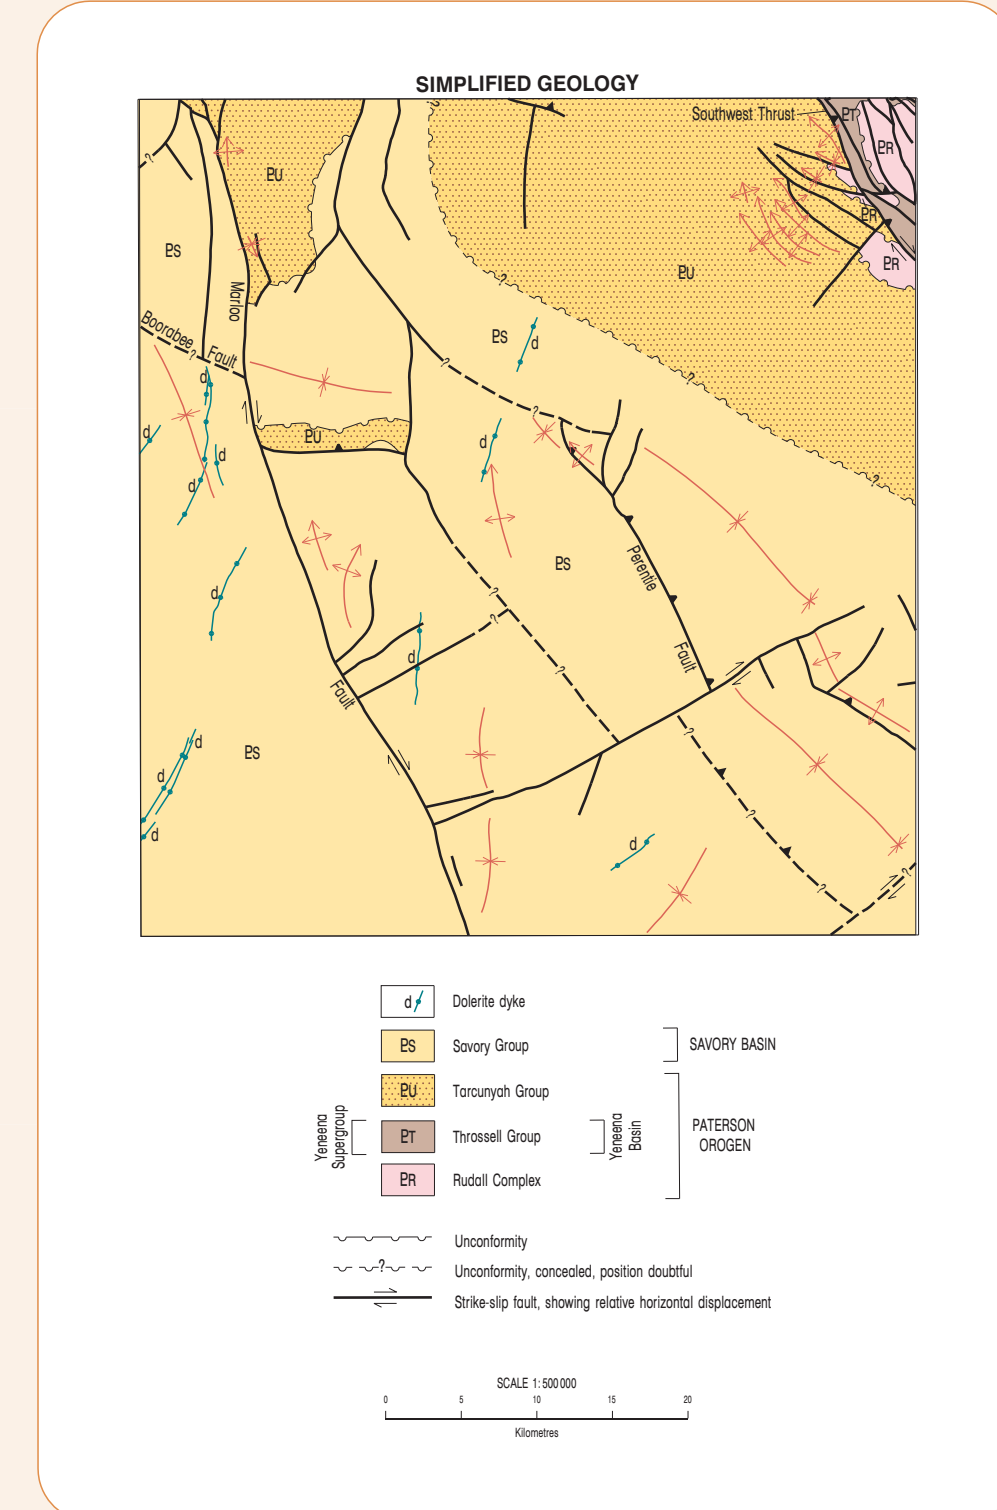 SIMPLIFIED GEOLOGY
Southwest Thrust
PT
PR
PU
PR
PR
PU
PS
?
?
?
Marloo
Boorabee
?
Fault
PS
d
?
?
?
d
d
d
d
d
PU
?
PS
Perentie
Fault
?
?
d
d
?
Fault
d
d
d
PS
?
?
?
?
d
d
Dolerite dyke
PS
Savory Group
SAVORY BASIN
PU
Tarcunyah Group
Yeneena
Supergroup
PT
Throssell Group
Yeneena
Basin
PATERSON
OROGEN
PR
Rudall Complex
Unconformity
?
Unconformity, concealed, position doubtful
Strike-slip fault, showing relative horizontal displacement
SCALE 1:500 000
0 5 10 15 20
Kilometres